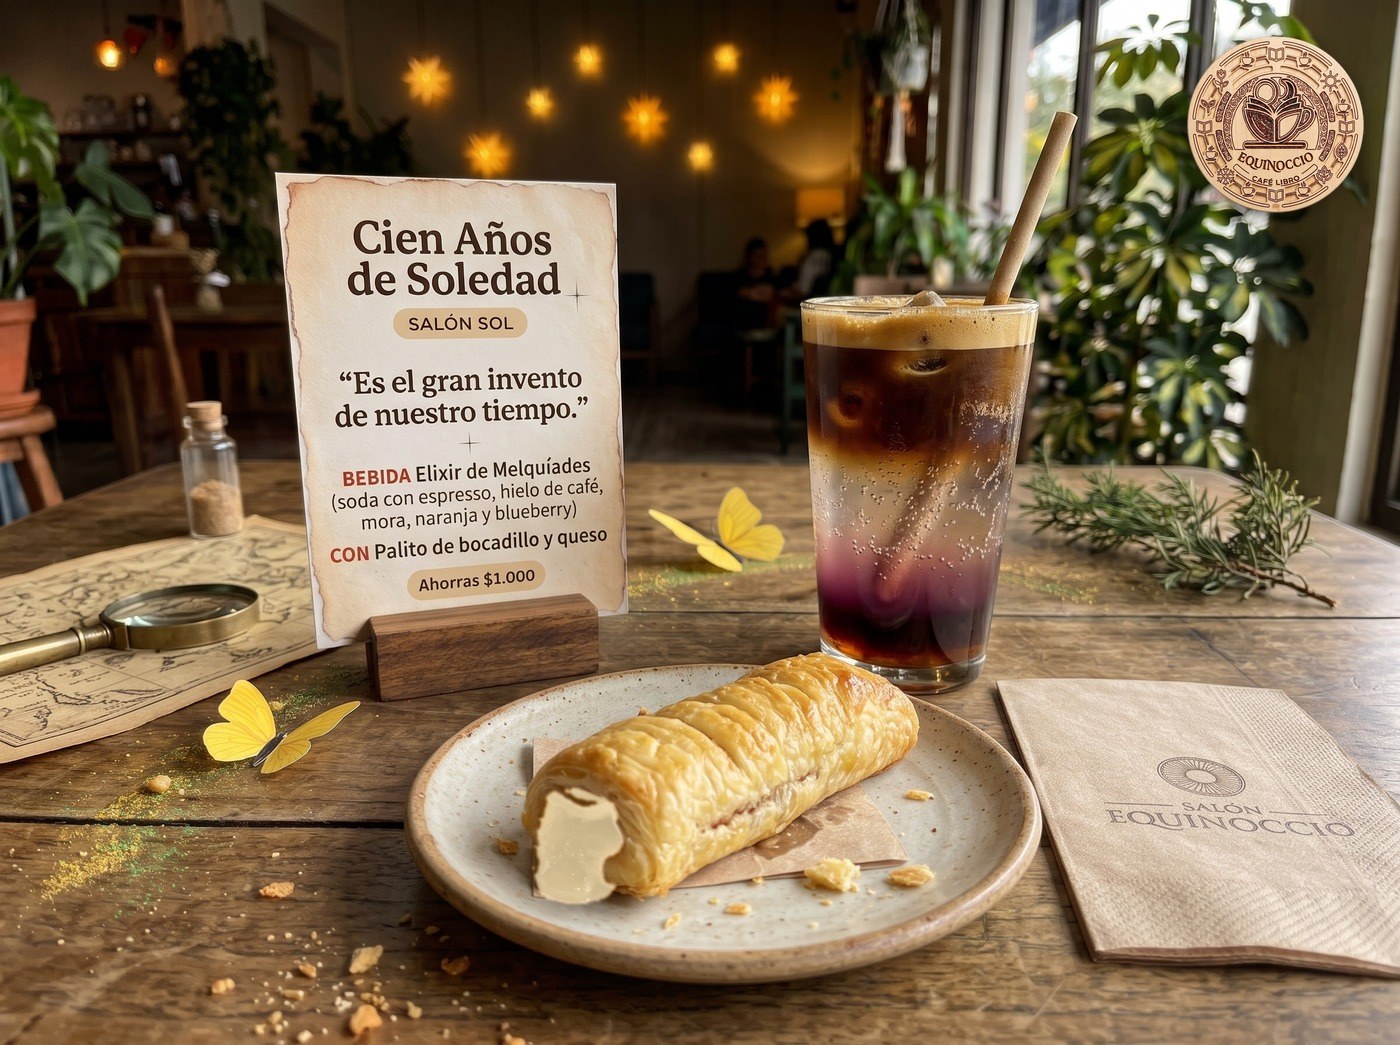 Cien Años
de Soledad
SALÓN SOL
“Es el gran invento
de nuestro tiempo.”
BEBIDA Elixir de Melquíades
(soda con espresso, hielo de café,
mora, naranja y blueberry)
CON Palito de bocadillo y queso
Ahorras $1.000
EQUINOCCIO
CAFÉ LIBRO
SALÓN
EQUINOCCIO